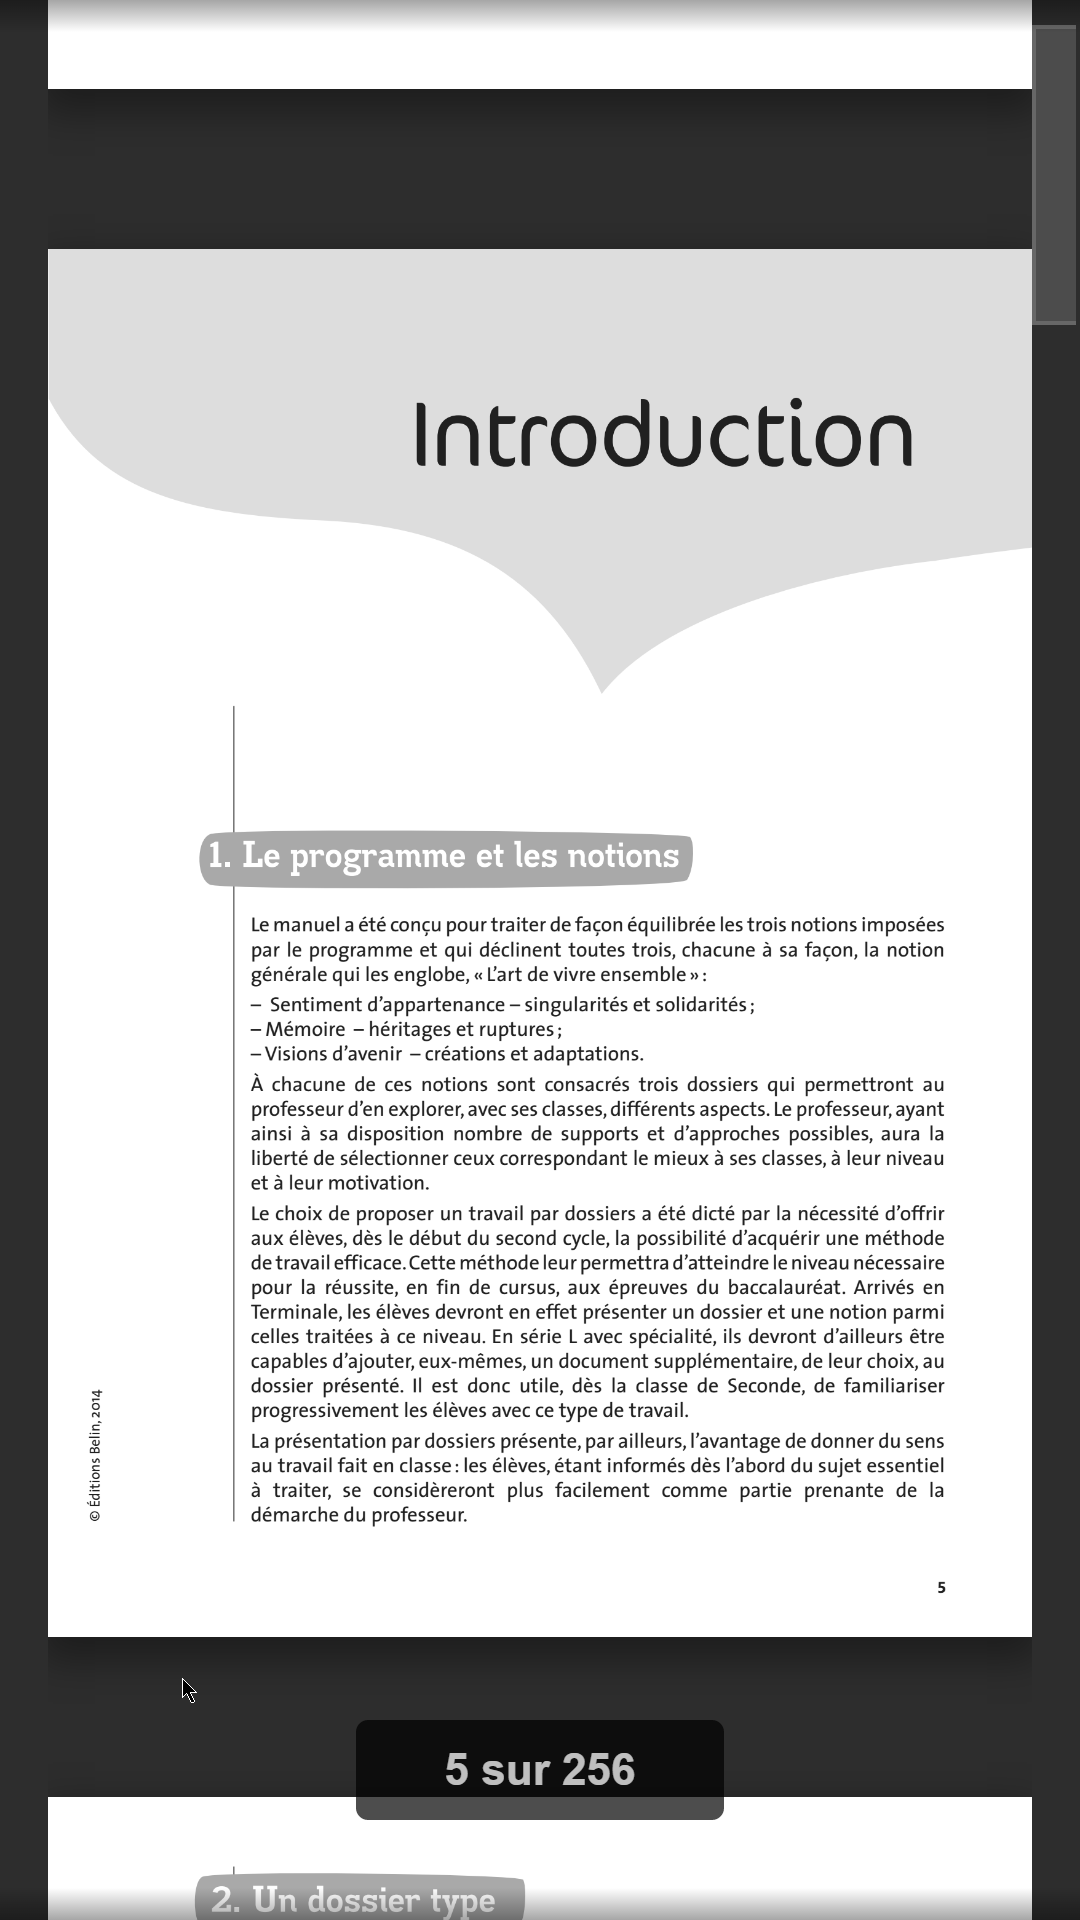 Introduction
1. Le programme et les notions
Le manuel a été conçu pour traiter de façon équilibrée les trois notions imposées
par le programme et qui déclinent toutes trois, chacune à sa façon, la notion
générale qui les englobe, « L’art de vivre ensemble » :
– Sentiment d’appartenance – singularités et solidarités ;
– Mémoire – héritages et ruptures ;
– Visions d’avenir – créations et adaptations.
À chacune de ces notions sont consacrés trois dossiers qui permettront au
professeur d’en explorer, avec ses classes, différents aspects. Le professeur, ayant
ainsi à sa disposition nombre de supports et d’approches possibles, aura la
liberté de sélectionner ceux correspondant le mieux à ses classes, à leur niveau
et à leur motivation.
Le choix de proposer un travail par dossiers a été dicté par la nécessité d’offrir
aux élèves, dès le début du second cycle, la possibilité d’acquérir une méthode
de travail efficace. Cette méthode leur permettra d’atteindre le niveau nécessaire
pour la réussite, en fin de cursus, aux épreuves du baccalauréat. Arrivés en
Terminale, les élèves devront en effet présenter un dossier et une notion parmi
celles traitées à ce niveau. En série L avec spécialité, ils devront d’ailleurs être
capables d’ajouter, eux-mêmes, un document supplémentaire, de leur choix, au
dossier présenté. Il est donc utile, dès la classe de Seconde, de familiariser
progressivement les élèves avec ce type de travail.
La présentation par dossiers présente, par ailleurs, l’avantage de donner du sens
au travail fait en classe : les élèves, étant informés dès l’abord du sujet essentiel
à traiter, se considèreront plus facilement comme partie prenante de la
démarche du professeur.
© Éditions Belin, 2014
5
5 sur 256
2. Un dossier type